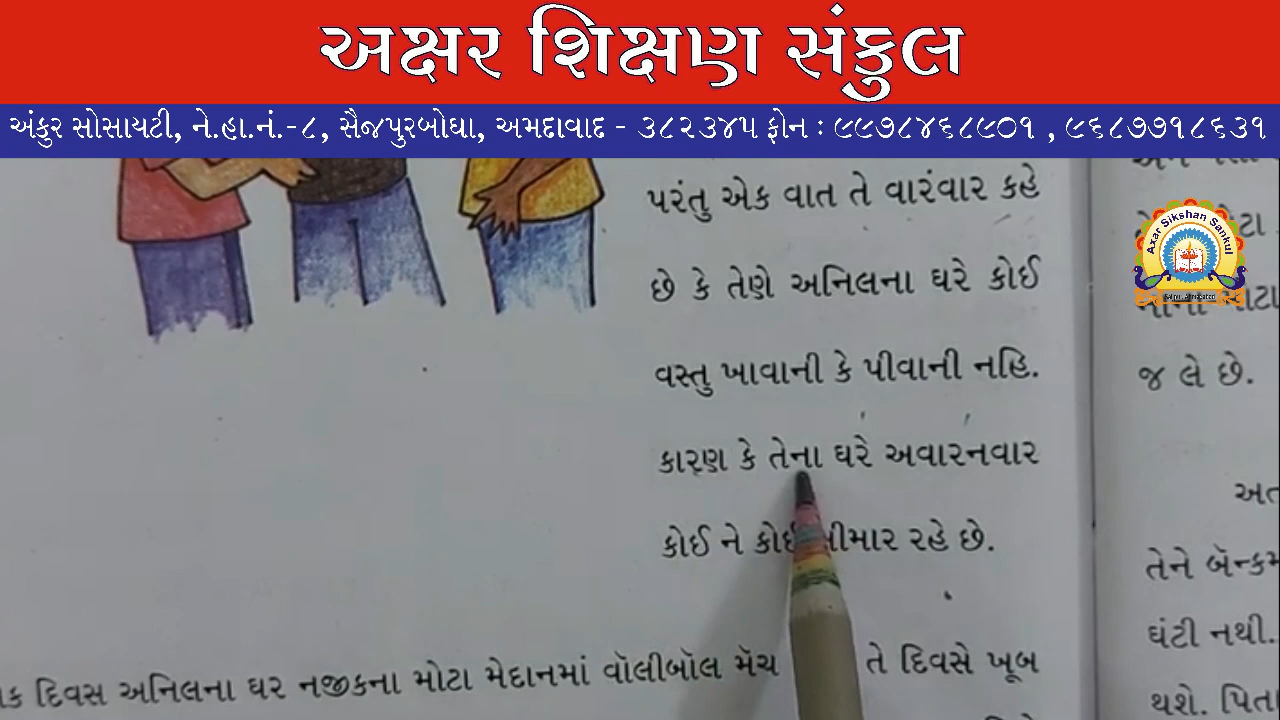 અક્ષર શિક્ષણ સંકુલ
અંકુર સોસાયટી, ને.હા.નં.-૮, સૈજપુરબોઘા, અમદાવાદ - ૩૮૨૩૪૫ ફોન : ૯૯૭૮૪૬૮૯૦૧ , ૯૬૮૭૭૧૮૬૩૧
પરંતુ એક વાત તે વારંવાર કહે
છે કે તેણે અનિલના ઘરે કોઈ
વસ્તુ ખાવાની કે પીવાની નહિ.
કારણ કે તેના ઘરે અવારનવાર
કોઈ ને કોઈ બીમાર રહે છે.
દિવસ અનિલના ઘર નજીકના મોટા મેદાનમાં વૉલીબૉલ મૅચ તે દિવસે ખૂબ
Axar Sikshan Sankul
જ લે છે.
તેને
ઘંટી નથી.
થશે. પિતા